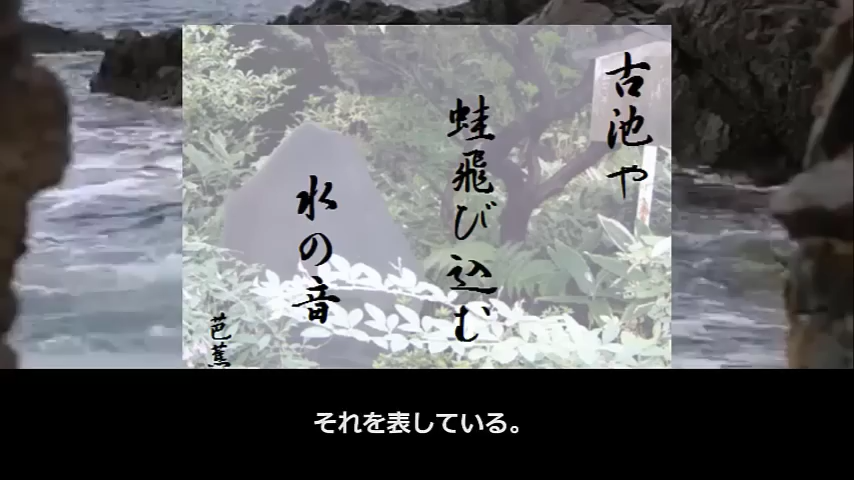 古池や
蛙飛び込む
水の音
芭蕉
それを表している。